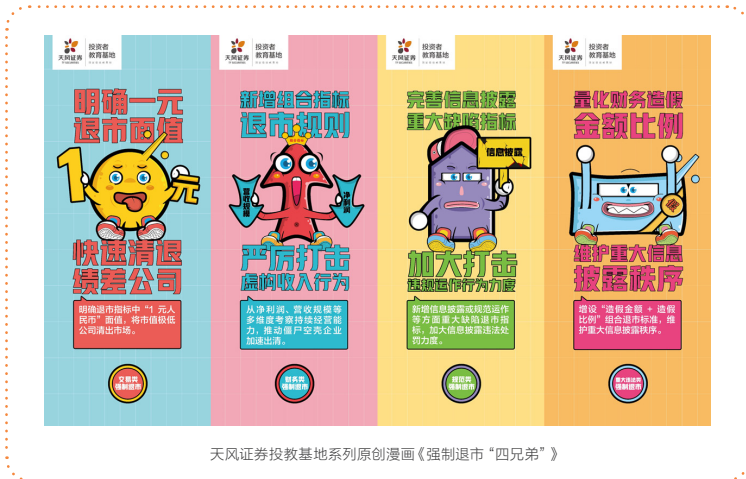 天风证券
投资者
教育基地
明确一元
退市面值
1元
快速清退
绩差公司
明确退市指标中“1 元人
民币”面值，将市值极低
公司清出市场。
交易类
强制退市
天风证券
投资者
教育基地
新增组合指标
退市规则
营收规模
净利润
严厉打击
虚构收入行为
从净利润、营收规模等
多维度考察持续经营能
力，推动僵尸空壳企业
加速出清。
财务类
强制退市
天风证券
投资者
教育基地
完善信息披露
重大缺陷指标
信息披露
加大打击
违规运作行为力度
新增信息披露或规范运作
等方面重大缺陷退市指
标，加大信息披露违法处
罚力度。
规范类
强制退市
天风证券
投资者
教育基地
量化财务造假
金额比例
维护重大信息
披露秩序
增设“造假金额 + 造假
比例”组合退市标准，维
护重大信息披露秩序。
重大违法类
强制退市
天风证券投教基地系列原创漫画《强制退市“四兄弟”》